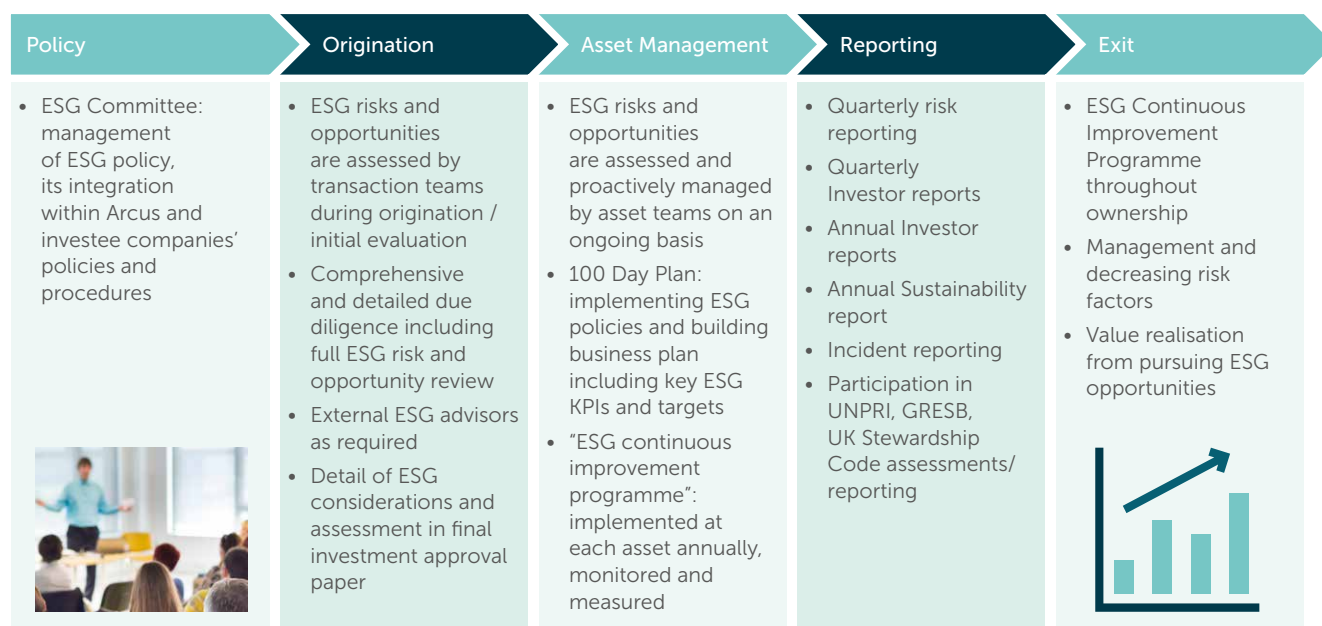 Policy
• ESG Committee:
management
of ESG policy,
its integration
within Arcus and
investee companies’
policies and
procedures
Origination
• ESG risks and
opportunities
are assessed by
transaction teams
during origination /
initial evaluation
• Comprehensive
and detailed due
diligence including
full ESG risk and
opportunity review
• External ESG advisors
as required
• Detail of ESG
considerations and
assessment in final
investment approval
paper
Asset Management
• ESG risks and
opportunities
are assessed and
proactively managed
by asset teams on an
ongoing basis
• 100 Day Plan:
implementing ESG
policies and building
business plan
including key ESG
KPIs and targets
• “ESG continuous
improvement
programme”:
implemented at
each asset annually,
monitored and
measured
Reporting
• Quarterly risk
reporting
• Quarterly
Investor reports
• Annual Investor
reports
• Annual Sustainability
report
• Incident reporting
• Participation in
UNPRI, GRESB,
UK Stewardship
Code assessments/
reporting
Exit
• ESG Continuous
Improvement
Programme
throughout
ownership
• Management and
decreasing risk
factors
• Value realisation
from pursuing ESG
opportunities